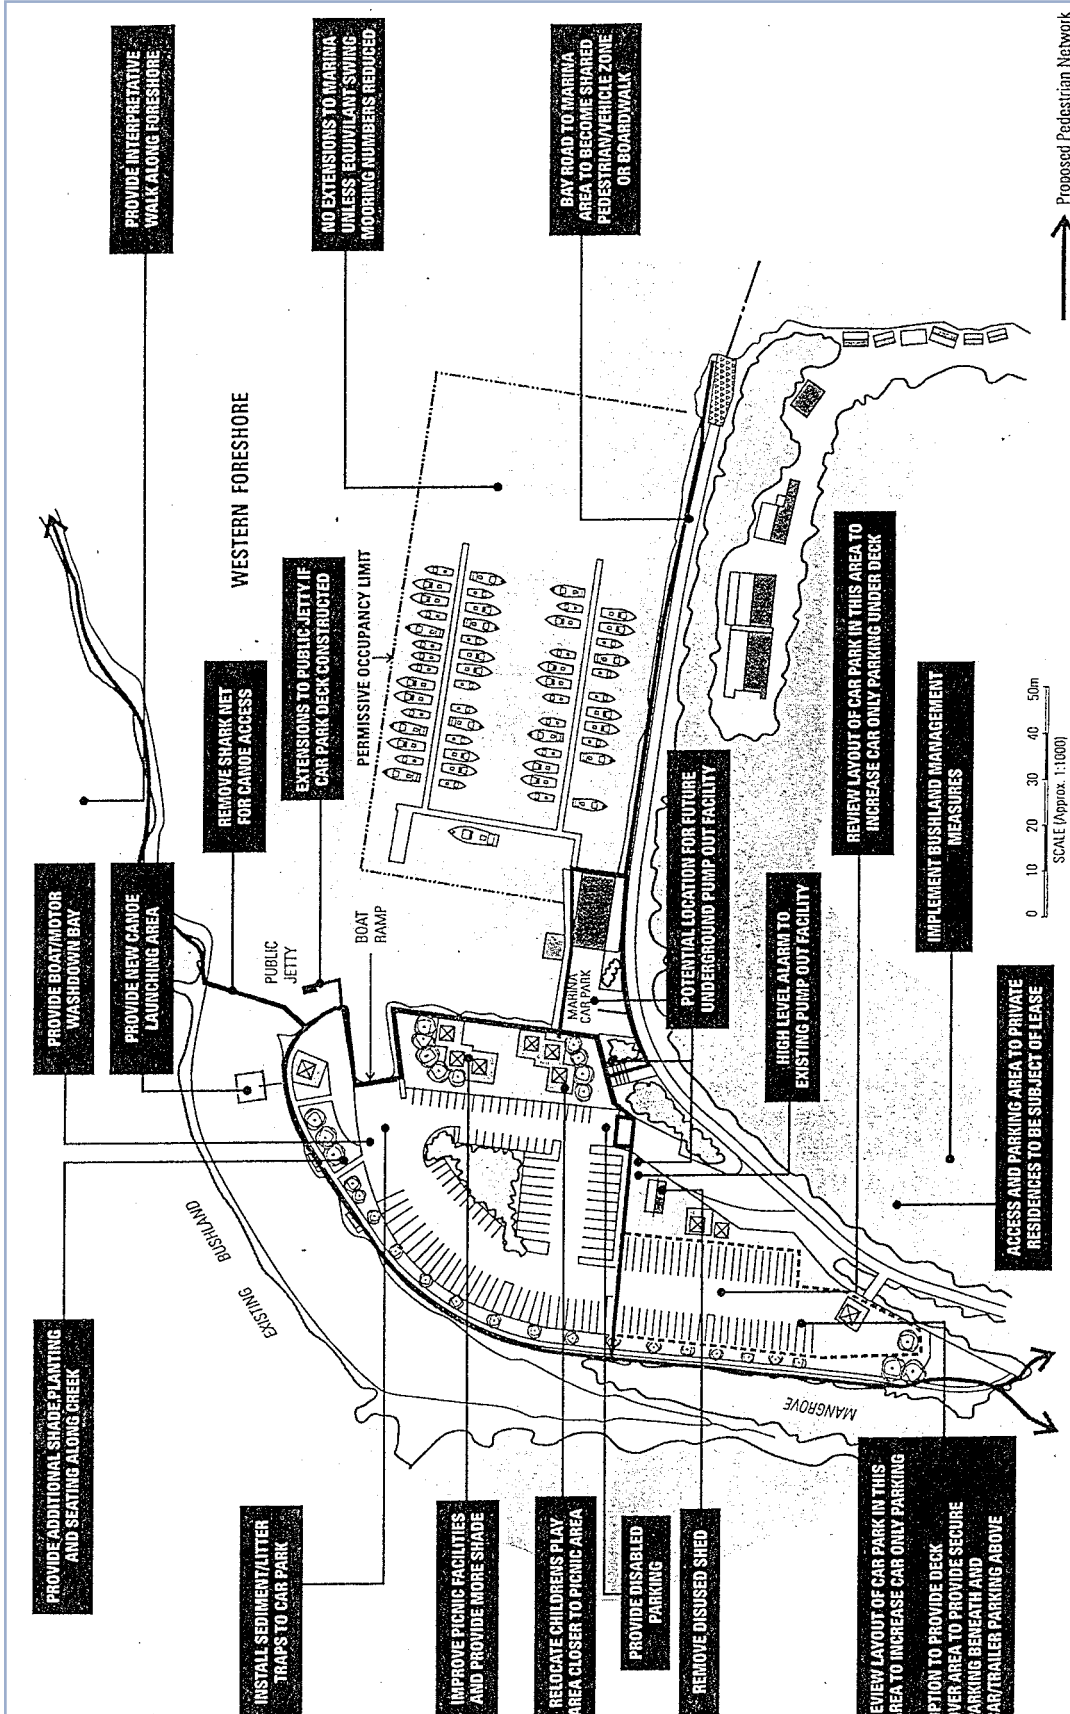 PROVIDE INTERPRETATIVE
WALK ALONG FORESHORE
NO EXTENSIONS TO MARINA
UNLESS EQUIVILANT SWING
MOORING NUMBERS REDUCED
BAY ROAD TO MARINA
AREA TO BECOME SHARED
PEDESTRIAN/VEHICLE ZONE
OR BOARDWALK
Proposed Pedestrian Network
WESTERN FORESHORE
REMOVE SHARK NET
FOR CANOE ACCESS
EXTENSIONS TO PUBLIC JETTY IF
CAR PARK DECK CONSTRUCTED
PERMISSIVE OCCUPANCY LIMIT
REVIEW LAYOUT OF CAR PARK IN THIS AREA TO
INCREASE CAR ONLY PARKING UNDER DECK
IMPLEMENT BUSHLAND MANAGEMENT
MEASURES
0 10 20 30 40 50m
SCALE (Approx. 1:1000)
PROVIDE BOAT/MOTOR
WASHDOWN BAY
PROVIDE NEW CANOE
LAUNCHING AREA
PUBLIC
JETTY
BOAT
RAMP
MARINA
CAR PARK
POTENTIAL LOCATION FOR FUTURE
UNDERGROUND PUMP OUT FACILITY
HIGH LEVEL ALARM TO
EXISTING PUMP OUT FACILITY
ACCESS AND PARKING AREA TO PRIVATE
RESIDENCES TO BE SUBJECT OF LEASE
EXISTING BUSHLAND
MANGROVE
PROVIDE ADDITIONAL SHADE PLANTING
AND SEATING ALONG CREEK
INSTALL SEDIMENT/LITTER
TRAPS TO CAR PARK
IMPROVE PICNIC FACILITIES
AND PROVIDE MORE SHADE
RELOCATE CHILDRENS PLAY
AREA CLOSER TO PICNIC AREA
PROVIDE DISABLED
PARKING
REMOVE DISUSED SHED
EVIEW LAYOUT OF CAR PARK IN THIS
REA TO INCREASE CAR ONLY PARKING
PTION TO PROVIDE DECK
VER AREA TO PROVIDE SECURE
ARKING BENEATH AND
AR/TRAILER PARKING ABOVE